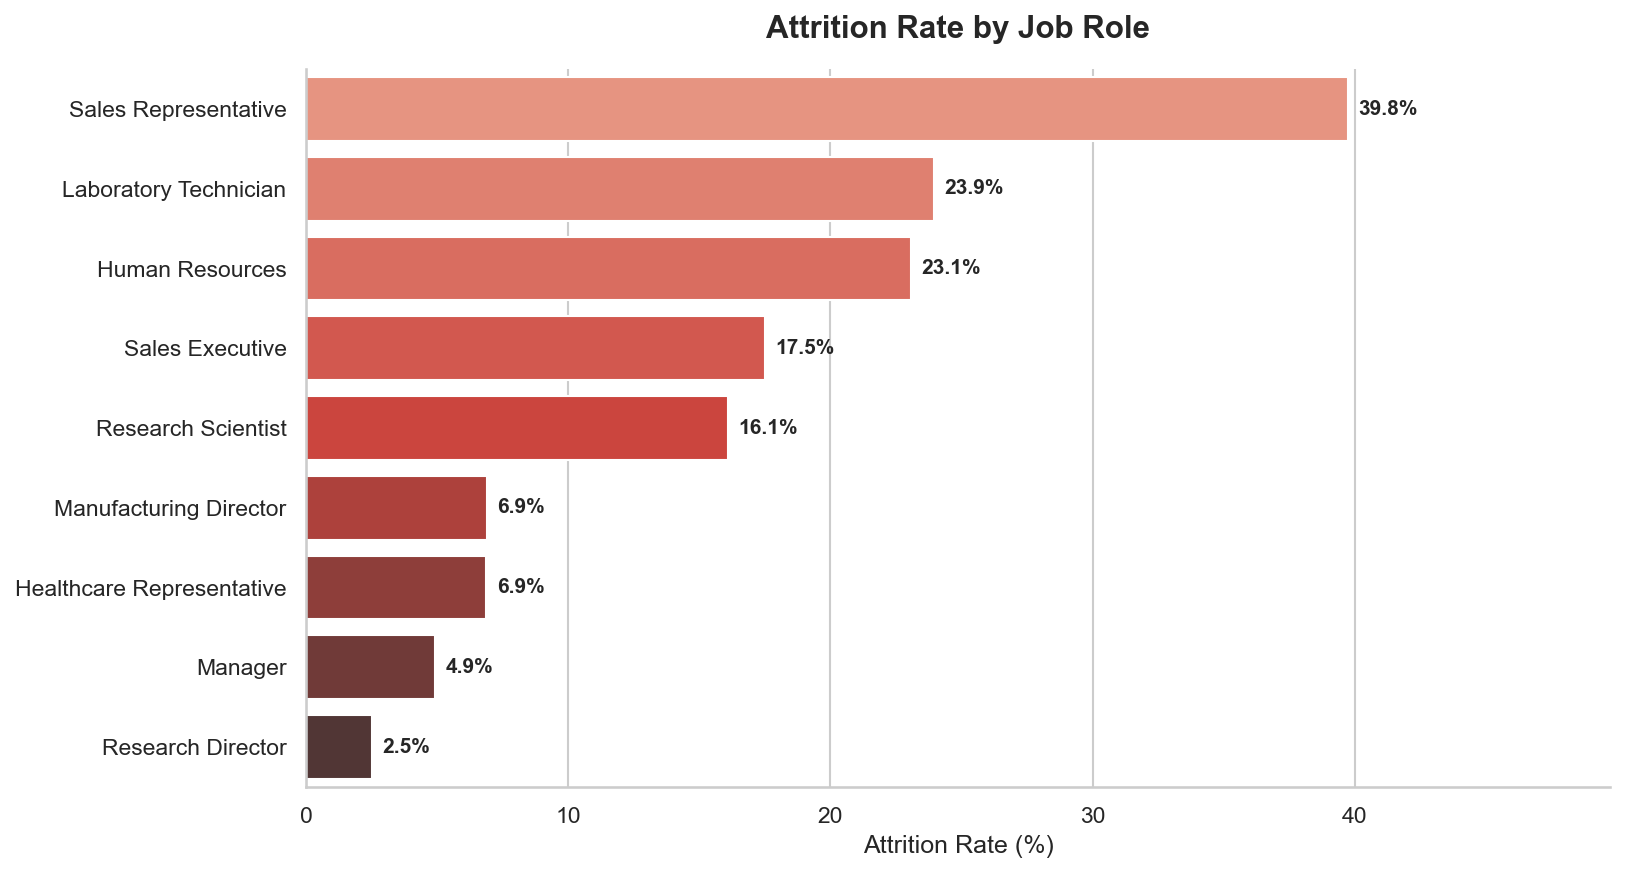 Attrition Rate by Job Role
Sales Representative 39.8%
Laboratory Technician 23.9%
Human Resources 23.1%
Sales Executive 17.5%
Research Scientist 16.1%
Manufacturing Director 6.9%
Healthcare Representative 6.9%
Manager 4.9%
Research Director 2.5%
0 10 20 30 40
Attrition Rate (%)